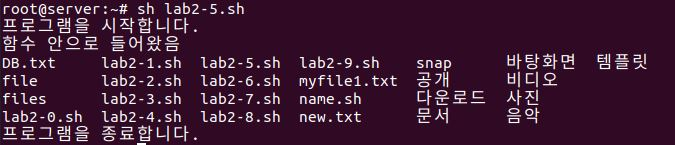 root@server:~# sh lab2-5.sh
프로그램을 시작합니다.
함수 안으로 들어왔음
DB.txt lab2-1.sh lab2-5.sh lab2-9.sh snap 바탕화면 템플릿
file lab2-2.sh lab2-6.sh myfile1.txt 공개 비디오
files lab2-3.sh lab2-7.sh name.sh 다운로드 사진
lab2-0.sh lab2-4.sh lab2-8.sh new.txt 문서 음악
프로그램을 종료합니다.